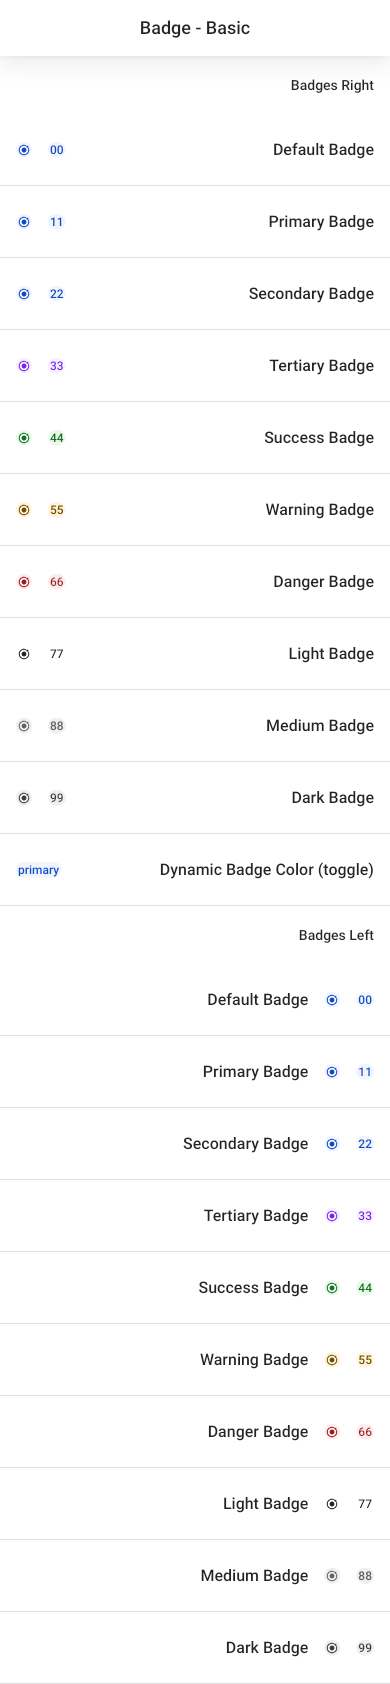 Badge - Basic
Badges Right
00 Default Badge
11 Primary Badge
22 Secondary Badge
33 Tertiary Badge
44 Success Badge
55 Warning Badge
66 Danger Badge
77 Light Badge
88 Medium Badge
99 Dark Badge
primary Dynamic Badge Color (toggle)
Badges Left
Default Badge 00
Primary Badge 11
Secondary Badge 22
Tertiary Badge 33
Success Badge 44
Warning Badge 55
Danger Badge 66
Light Badge 77
Medium Badge 88
Dark Badge 99